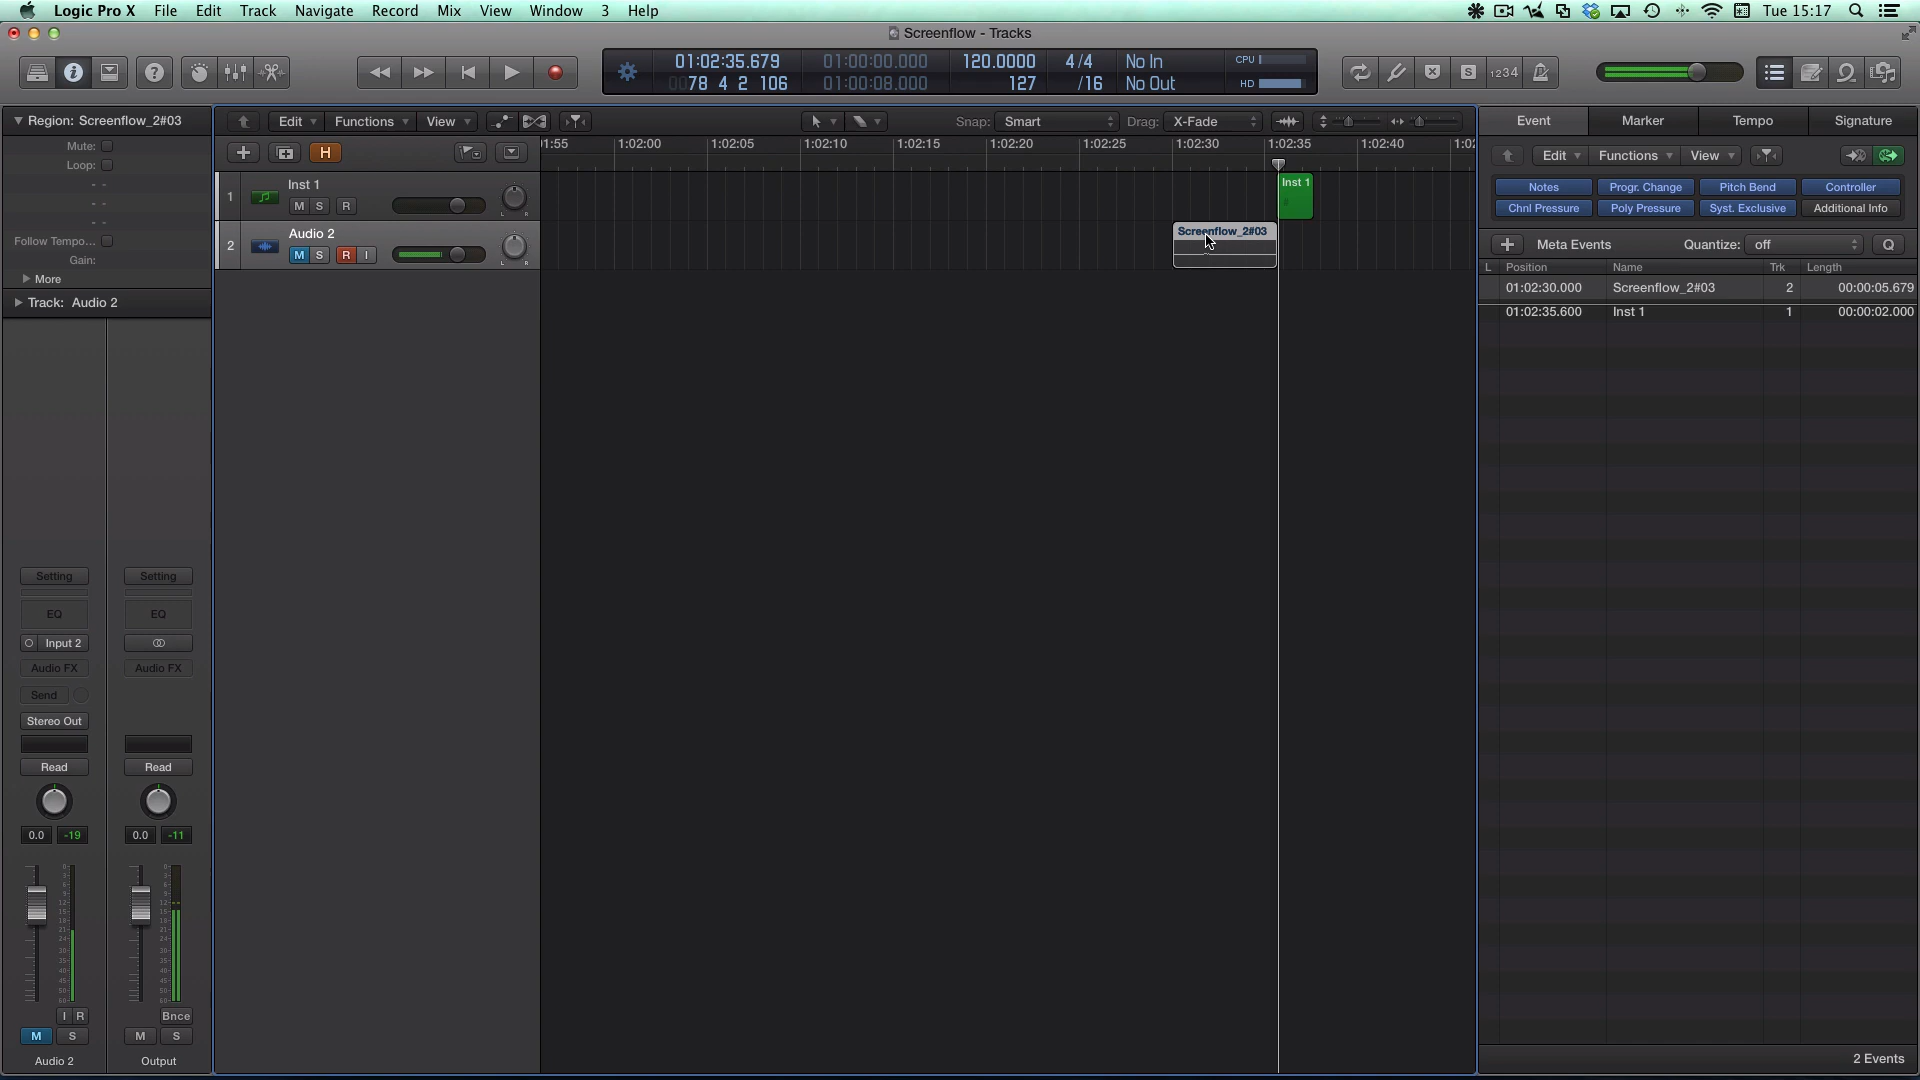 Logic Pro X File Edit Track Navigate Record Mix View Window 3 Help Tue 15:17
Screenflow - Tracks
01:02:35.679 01:00:00.000 120.0000 4/4 No In CPU
0078 4 2 106 01:00:08.000 127 /16 No Out HD
S 1234
Region: Screenflow_2#03
Edit Functions View Snap: Smart Drag: X-Fade
Event Marker Tempo Signature
Mute:
Loop:
- -
- -
- -
Follow Tempo...
Gain:
More
Track: Audio 2
H
1:55 1:02:00 1:02:05 1:02:10 1:02:15 1:02:20 1:02:25 1:02:30 1:02:35 1:02:40 1:02
1 Inst 1
M S R
L R
Inst 1
2 Audio 2
M S R I
L R
Screenflow_2#03
Edit Functions View
Notes Progr. Change Pitch Bend Controller
Chnl Pressure Poly Pressure Syst. Exclusive Additional Info
Meta Events Quantize: off Q
L Position Name Trk Length
01:02:30.000 Screenflow_2#03 2 00:00:05.679
01:02:35.600 Inst 1 1 00:00:02.000
Setting Setting
EQ EQ
Input 2
Audio FX Audio FX
Send
Stereo Out
Read Read
0.0 -19 0.0 -11
I R Bnce
M S M S
Audio 2 Output
2 Events